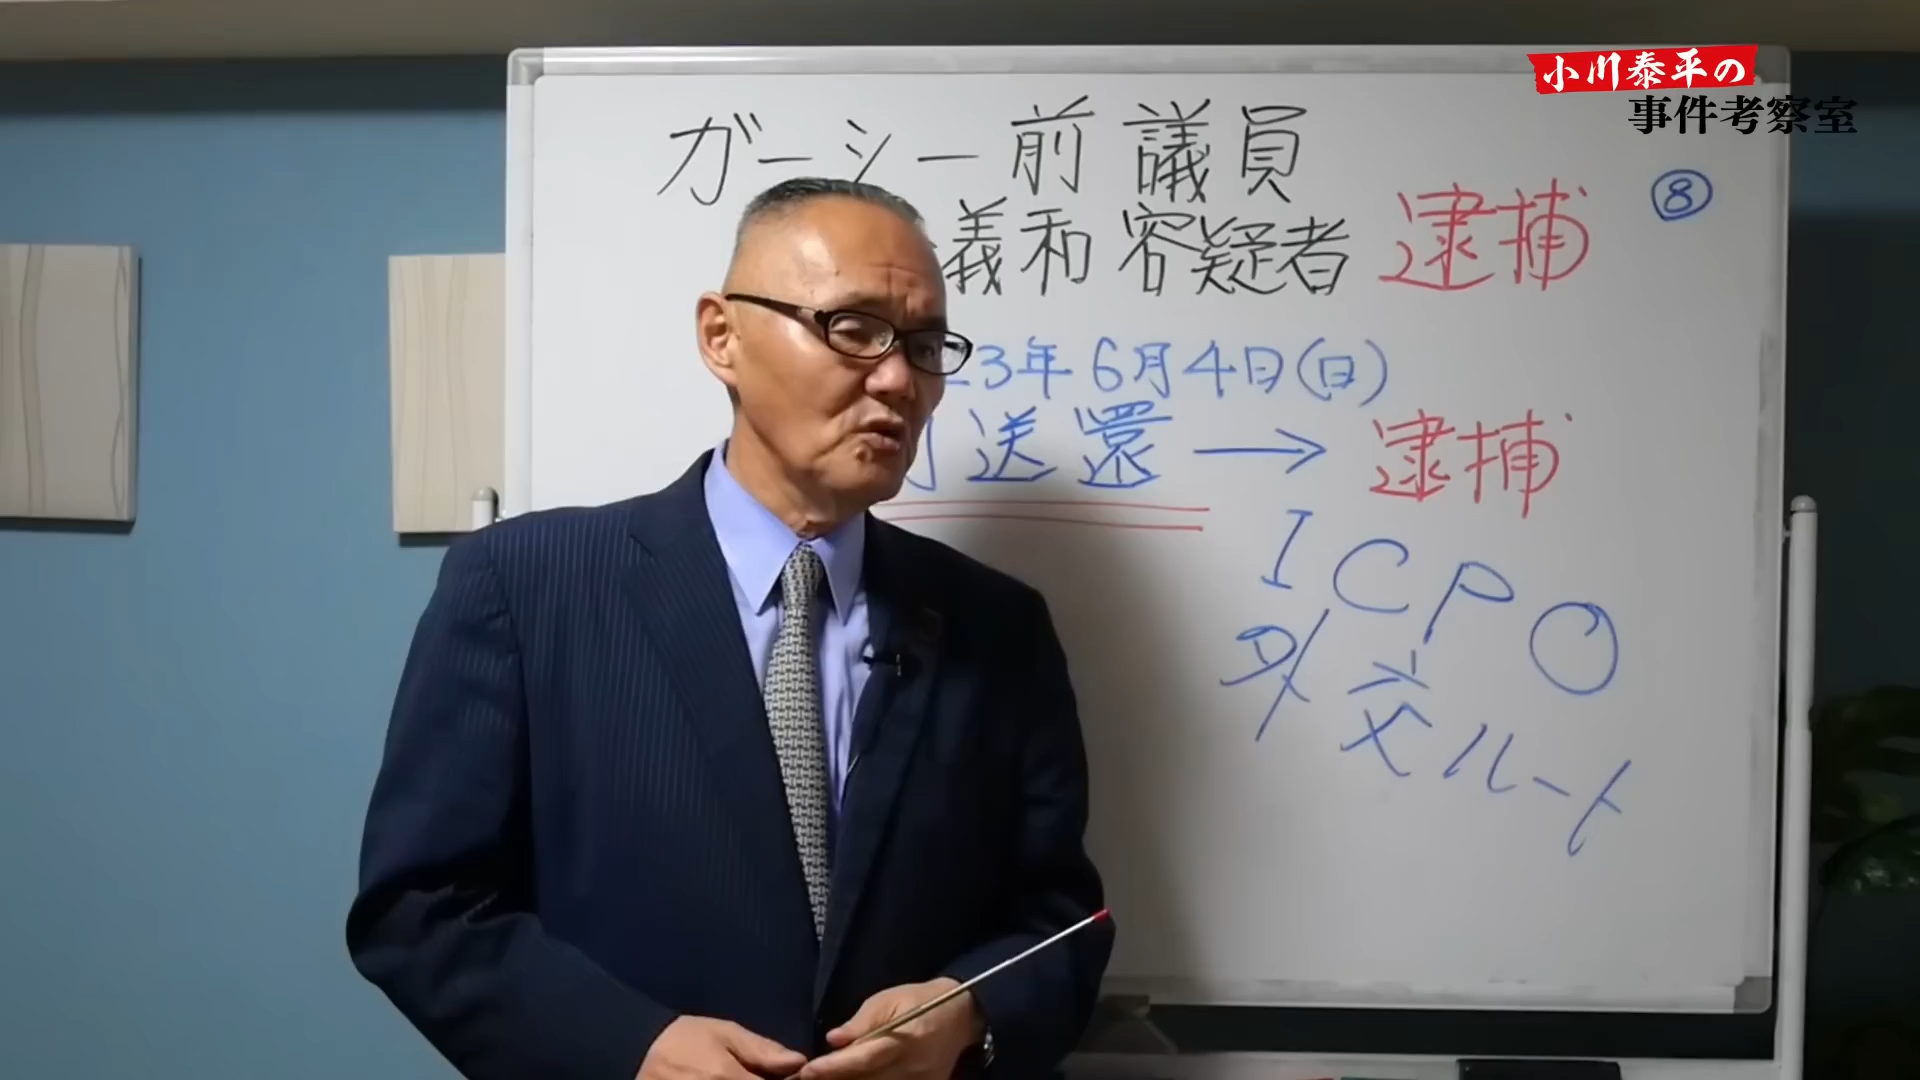 小川泰平の
事件考察室
⑧
ガーシー前議員
義和容疑者 逮捕
3年6月4日(日)
送還 → 逮捕
ICPO
外交ルート